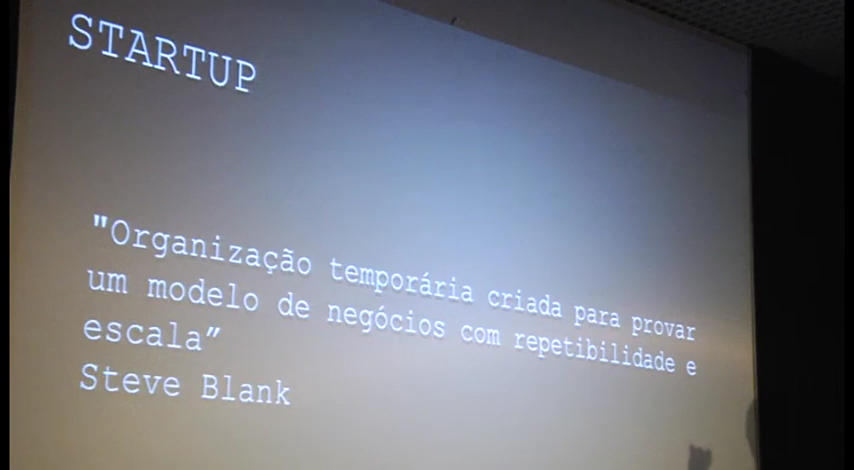 STARTUP
"Organização temporária criada para provar
um modelo de negócios com repetibilidade e
escala”
Steve Blank